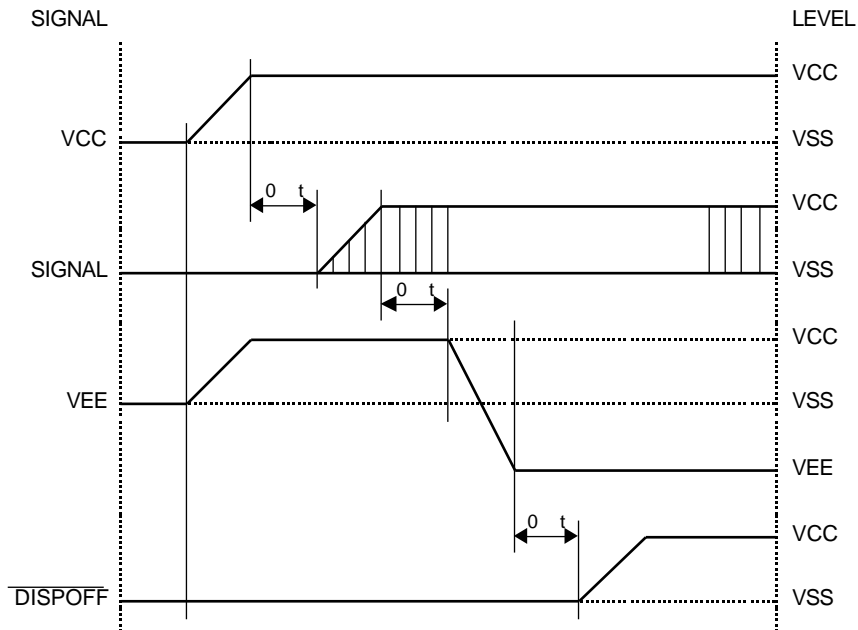 SIGNAL LEVEL
VCC
VCC VSS
0 t VCC
SIGNAL VSS
0 t
VCC
VEE VSS
VEE
0 t VCC
DISPOFF VSS